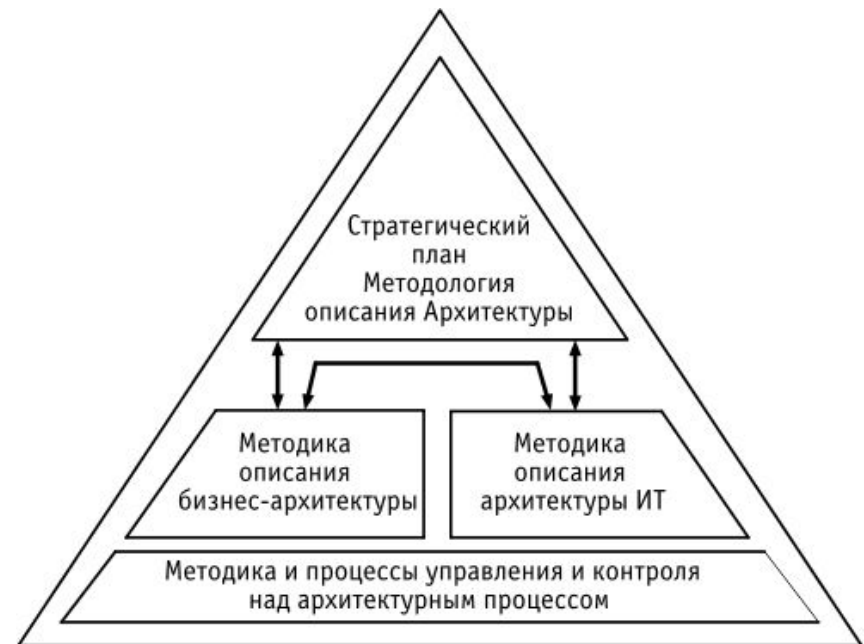 Стратегический
план
Методология
описания Архитектуры
Методика
описания
бизнес-архитектуры
Методика
описания
архитектуры ИТ
Методика и процессы управления и контроля
над архитектурным процессом